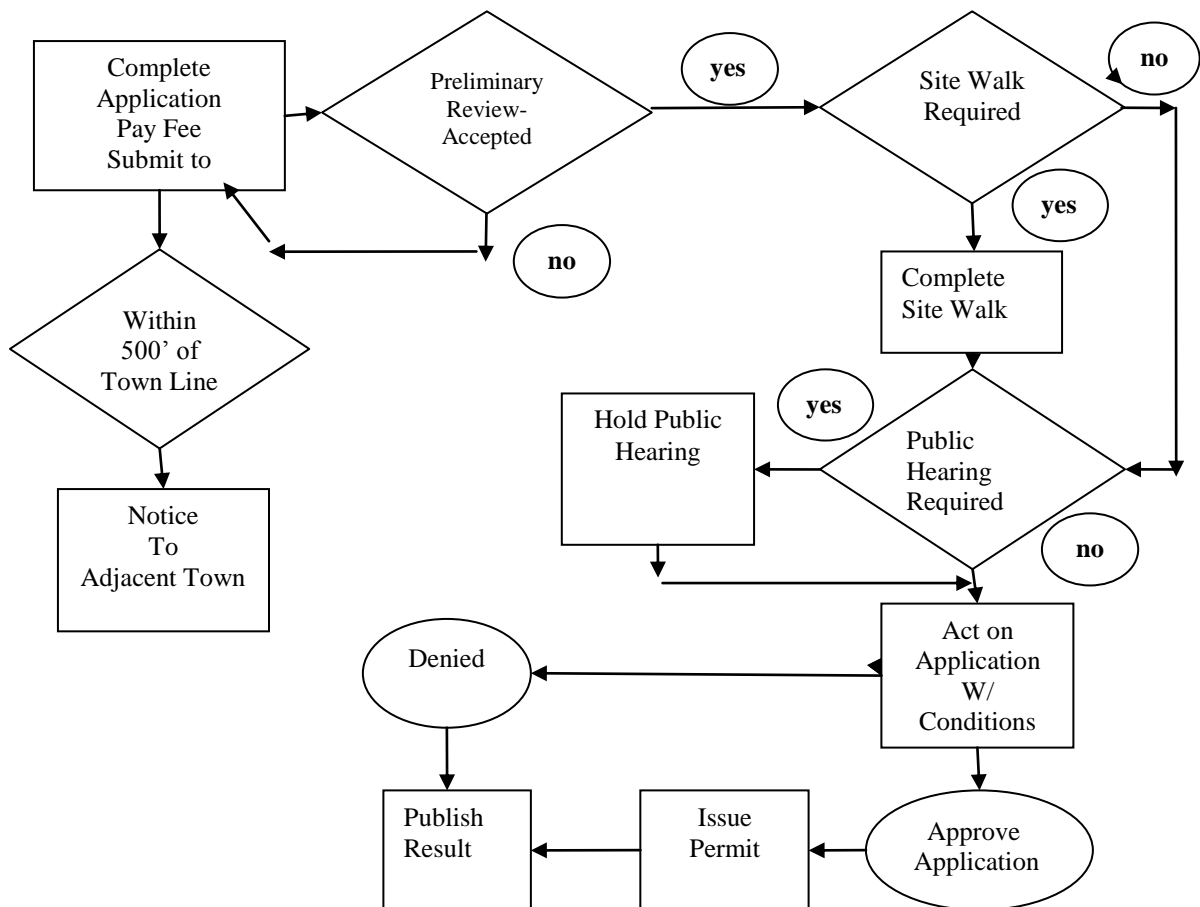 Complete
Application
Pay Fee
Submit to
Preliminary
Review-
Accepted
yes
Site Walk
Required
no
yes
no
Within
500’ of
Town Line
Complete
Site Walk
Notice
To
Adjacent Town
Hold Public
Hearing
yes
Public
Hearing
Required
no
Act on
Application
W/
Conditions
Denied
Publish
Result
Issue
Permit
Approve
Application